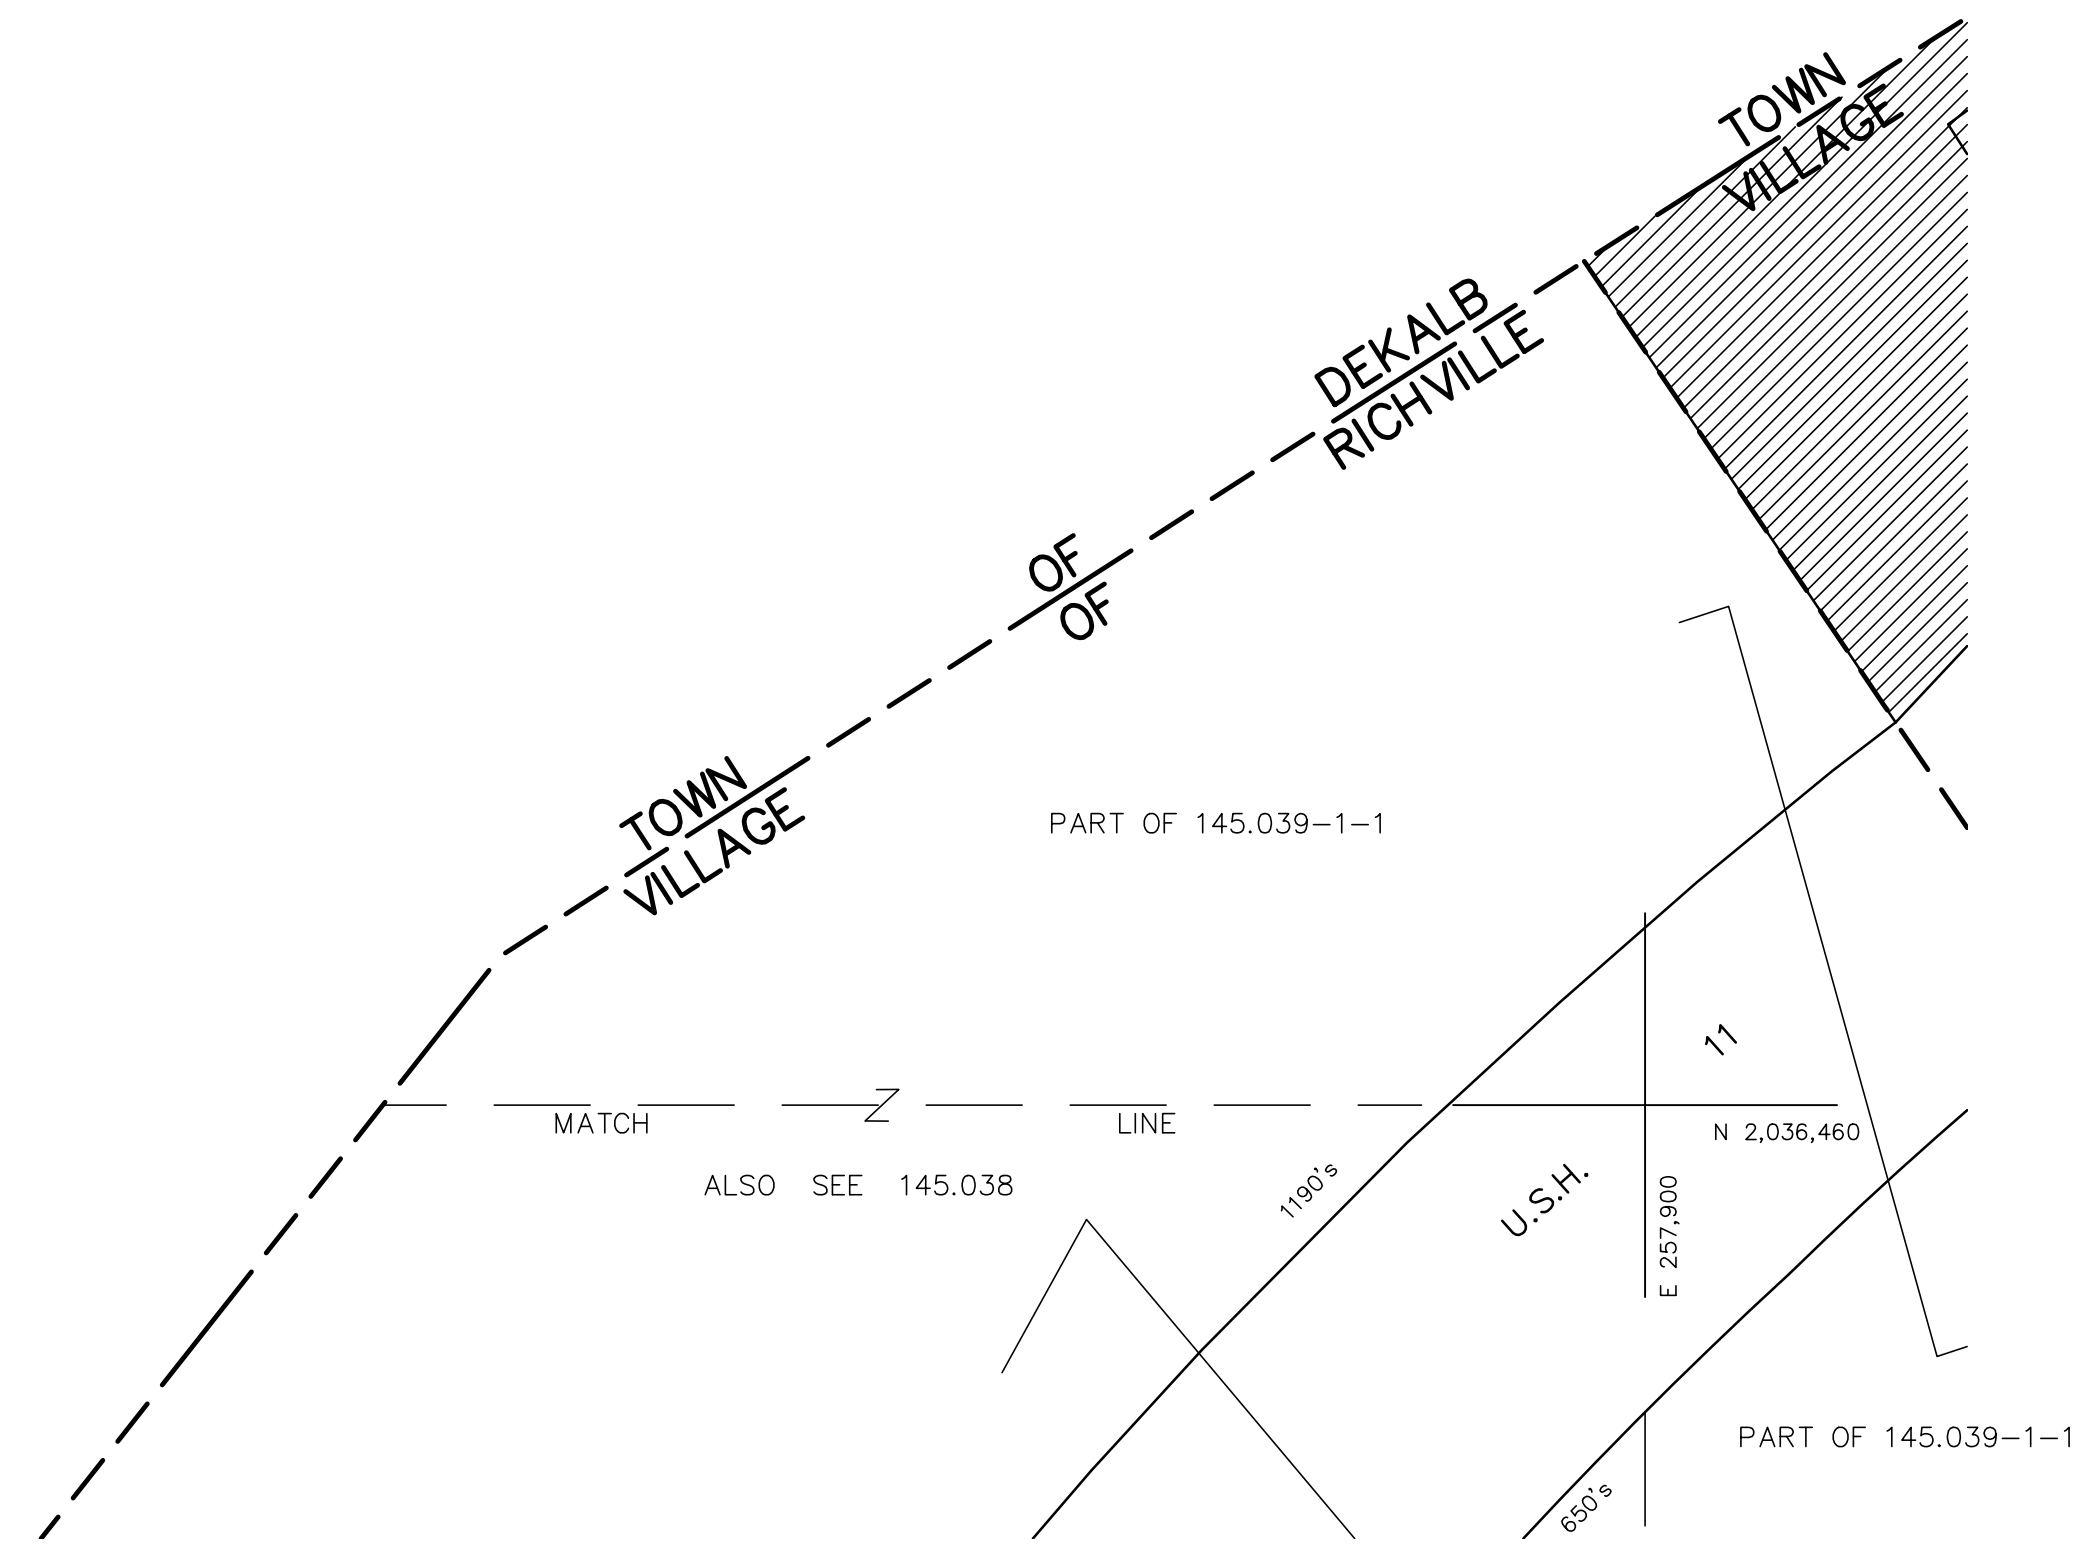 TOWN
VILLAGE
DEKALB
RICHVILLE
OF
OF
TOWN
VILLAGE
PART OF 145.039-1-1
11
MATCH LINE
N 2,036,460
ALSO SEE 145.038
1190's
U.S.H.
E 257,900
PART OF 145.039-1-1
650's